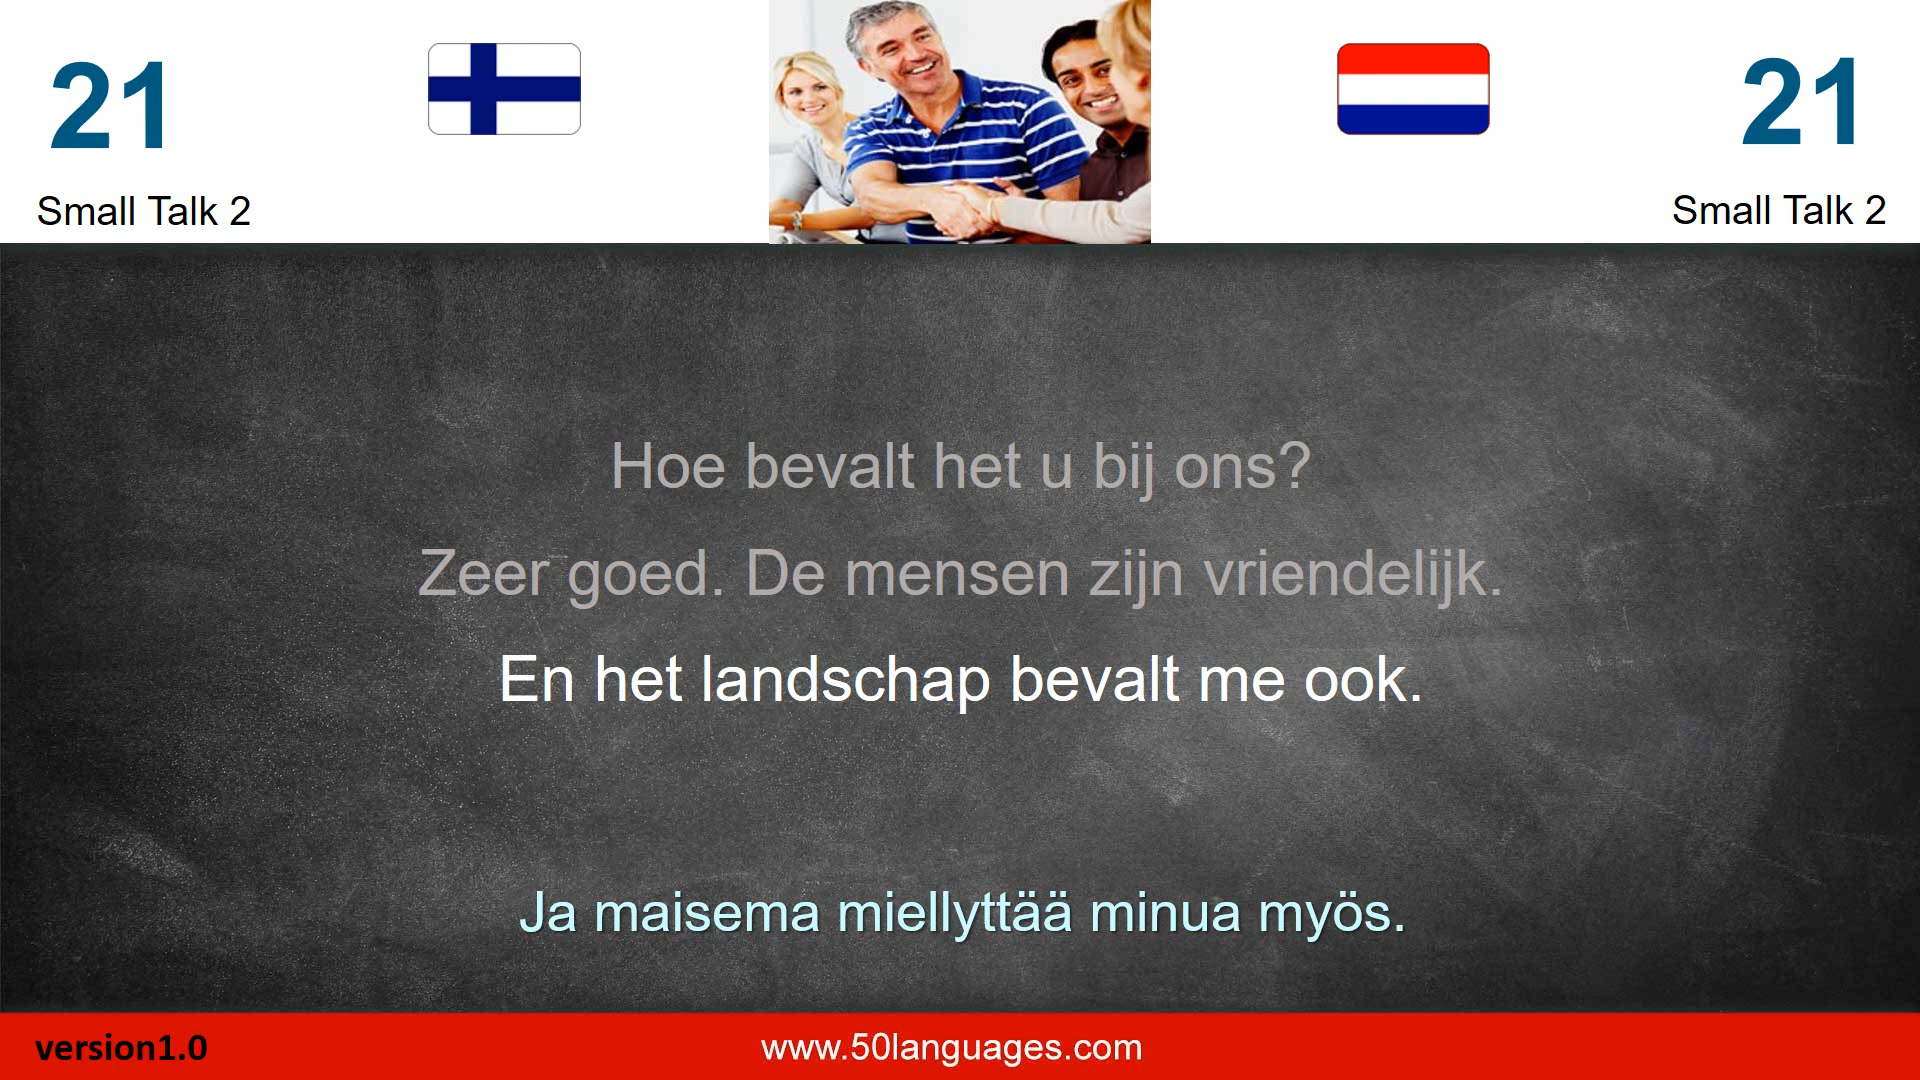 21
21
Small Talk 2
Small Talk 2
Hoe bevalt het u bij ons?
Zeer goed. De mensen zijn vriendelijk.
En het landschap bevalt me ook.
Ja maisema miellyttää minua myös.
version1.0
www.50languages.com